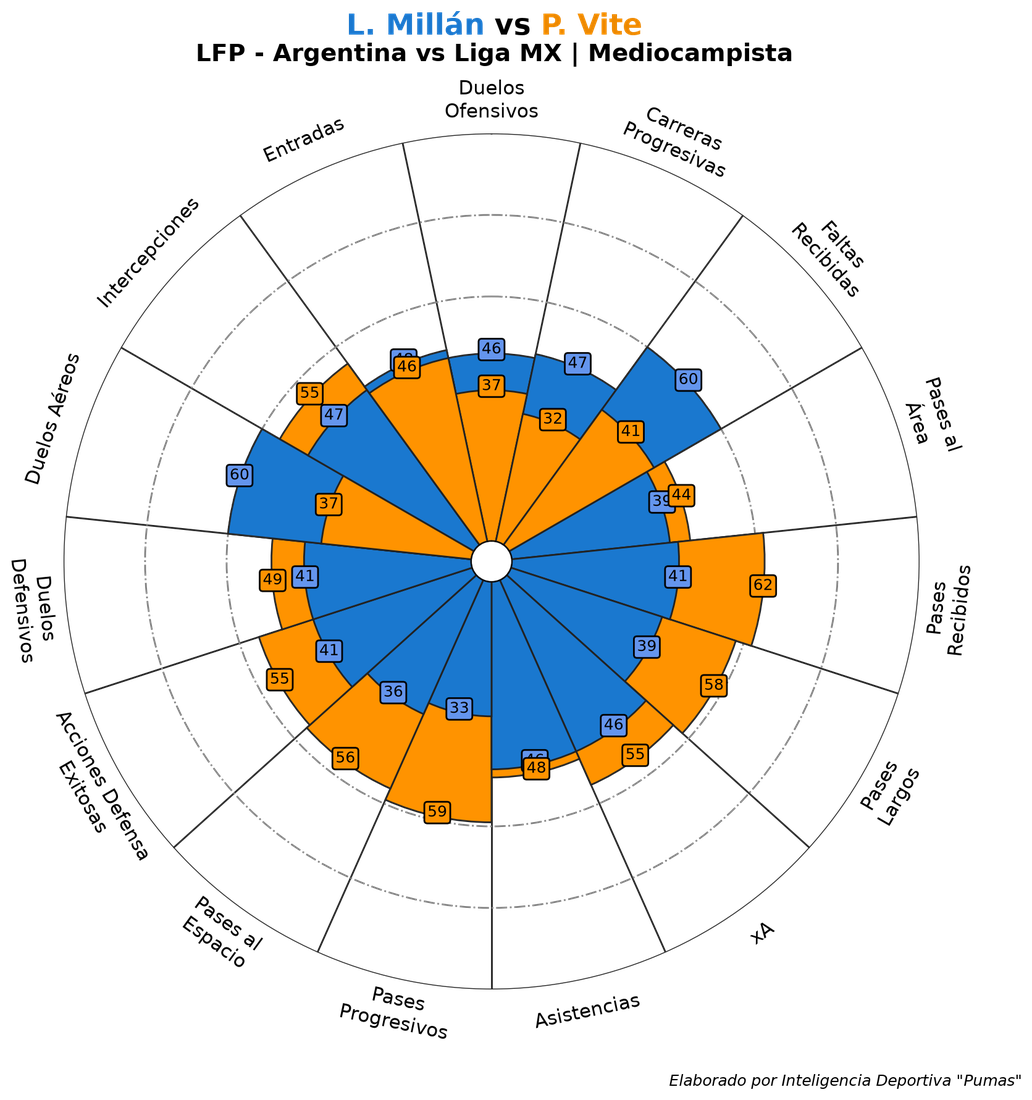 L. Millán vs P. Vite
LFP - Argentina vs Liga MX | Mediocampista
Duelos
Ofensivos
Carreras
Progresivas
Faltas
Recibidas
Pases al
Área
Pases
Recibidos
Pases
Largos
xA
Asistencias
Pases
Progresivos
Pases al
Espacio
Acciones Defensa
Exitosas
Duelos
Defensivos
Duelos Aéreos
Intercepciones
Entradas
46
37
47
32
60
41
39
44
41
62
39
58
46
55
48
33
59
36
56
41
55
41
49
60
37
47
55
46
Elaborado por Inteligencia Deportiva "Pumas"